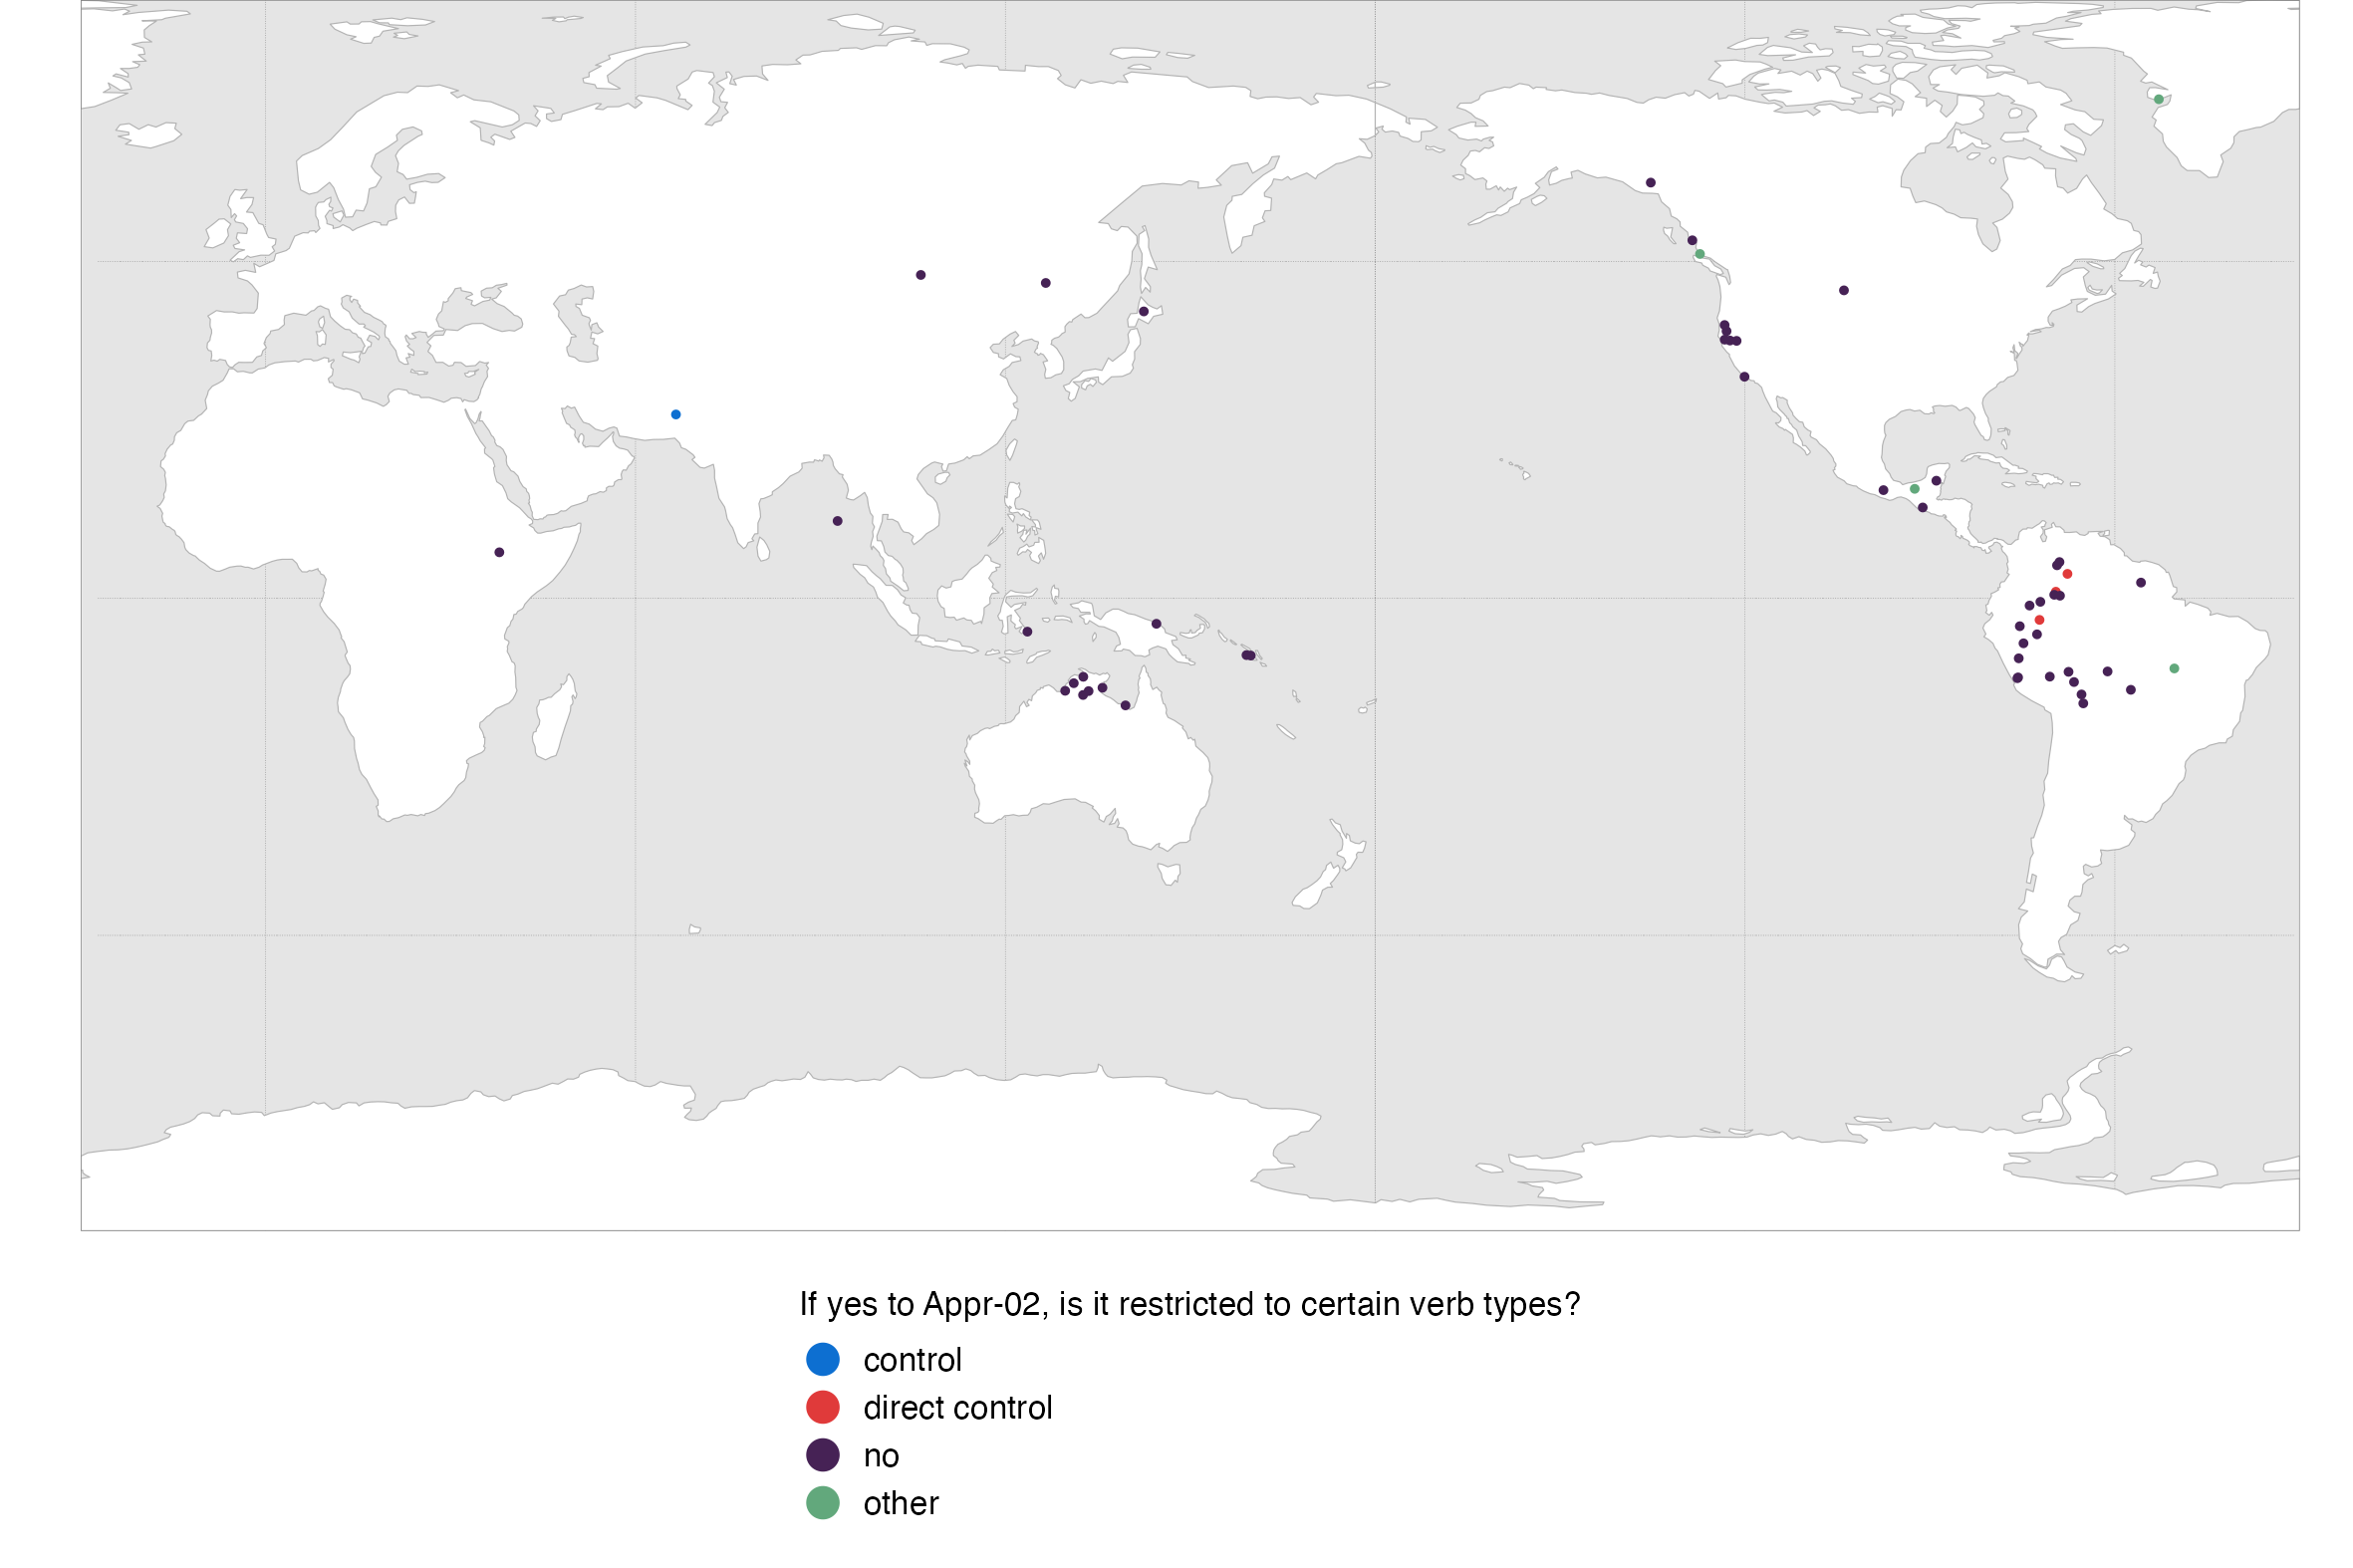 If yes to Appr-02, is it restricted to certain verb types?
control
direct control
no
other